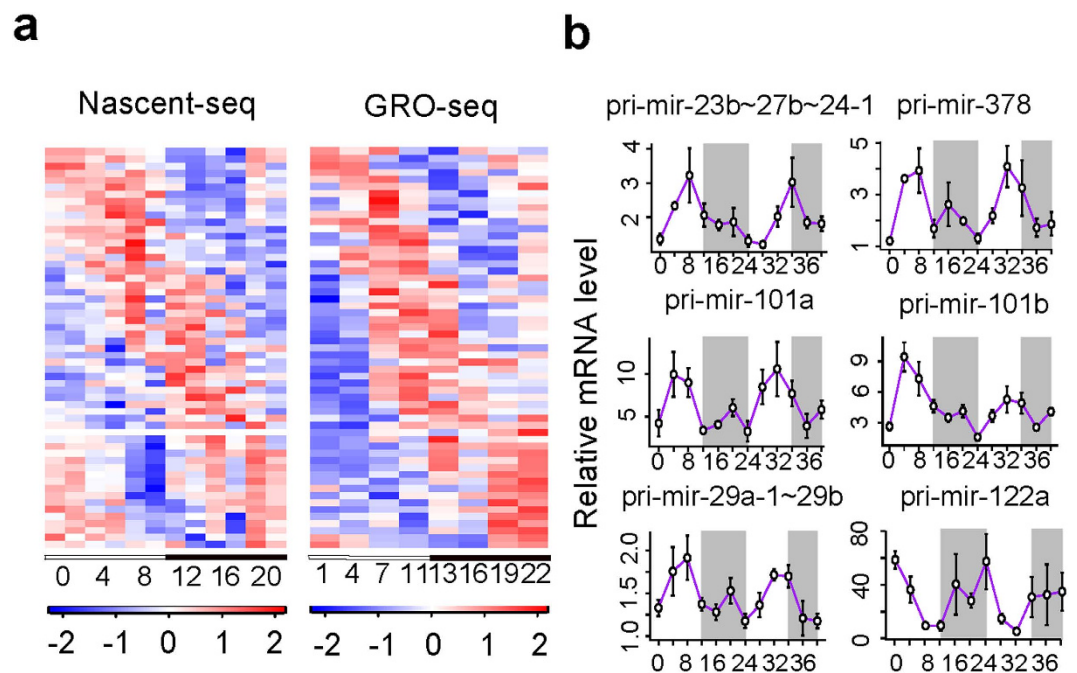 a
b
Nascent-seq
GRO-seq
0 4 8 12 16 20
1 4 7 11 13 16 19 22
-2 -1 0 1 2
-2 -1 0 1 2
Relative mRNA level
pri-mir-23b~27b~24-1
4
3
2
0 8 16 24 32 36
pri-mir-378
5
3
1
0 8 16 24 32 36
pri-mir-101a
10
5
0 8 16 24 32 36
pri-mir-101b
9
6
3
0 8 16 24 32 36
pri-mir-29a-1~29b
2.0
1.5
1.0
1.0
0 8 16 24 32 36
pri-mir-122a
80
40
0
0 8 16 24 32 36